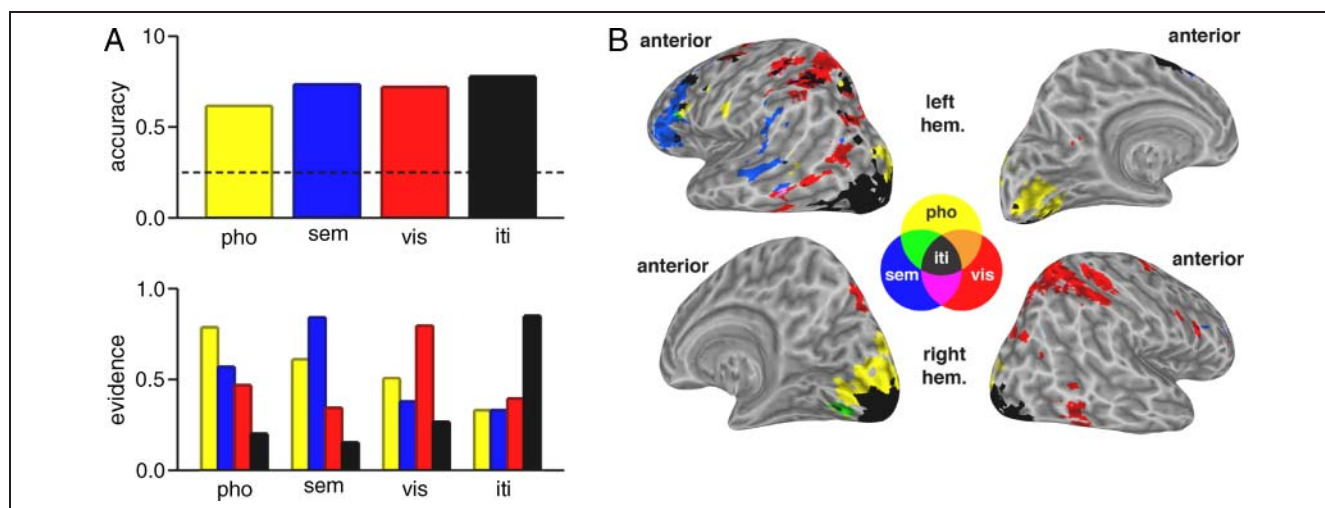 A
10
accuracy
0.5
0.0
pho
sem
vis
iti
1.0
evidence
0.5
0.0
pho
sem
vis
iti
B
anterior
anterior
left
hem.
pho
iti
sem
vis
anterior
anterior
right
hem.